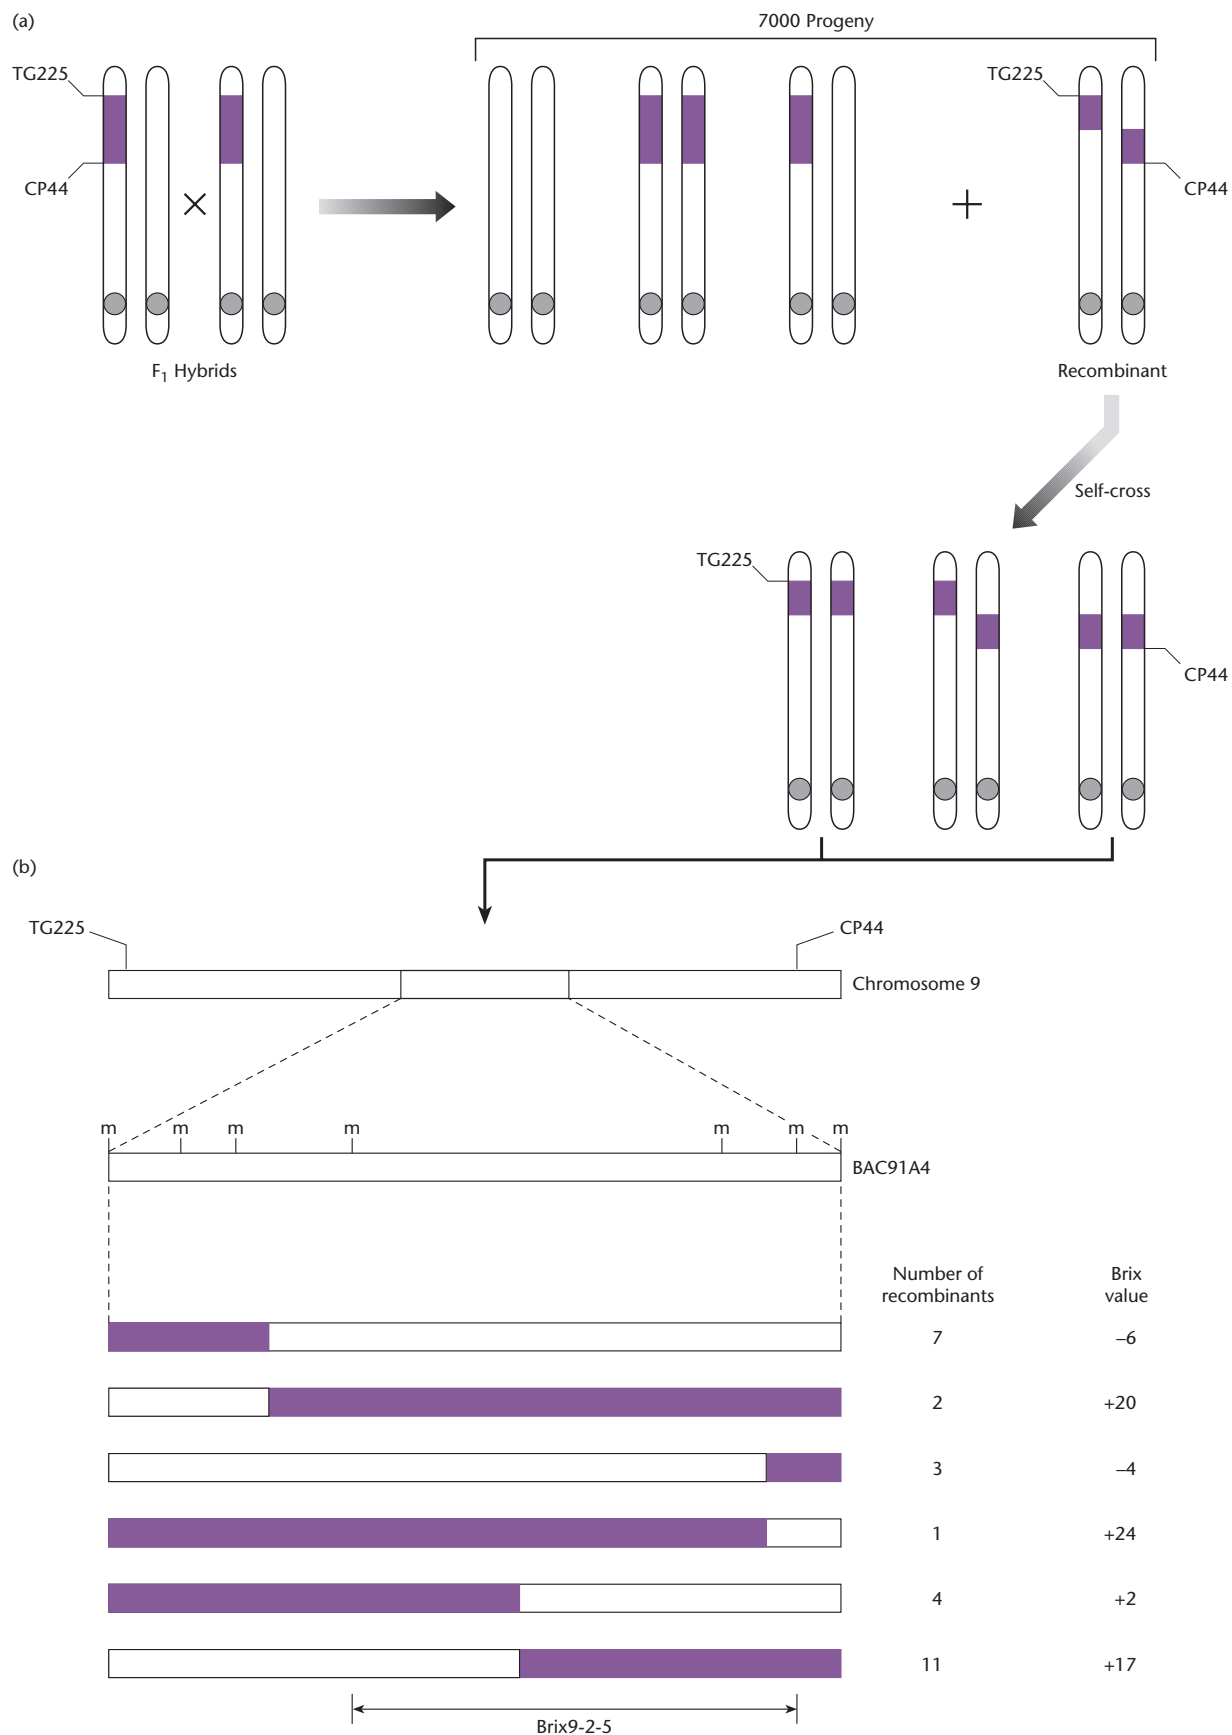 (a)
7000 Progeny
TG225
TG225
CP44
CP44
F1 Hybrids
Recombinant
Self-cross
TG225
CP44
(b)
TG225
CP44
Chromosome 9
m m m m m m m
BAC91A4
Number of
recombinants
Brix
value
7 –6
2 +20
3 –4
1 +24
4 +2
11 +17
Brix9-2-5